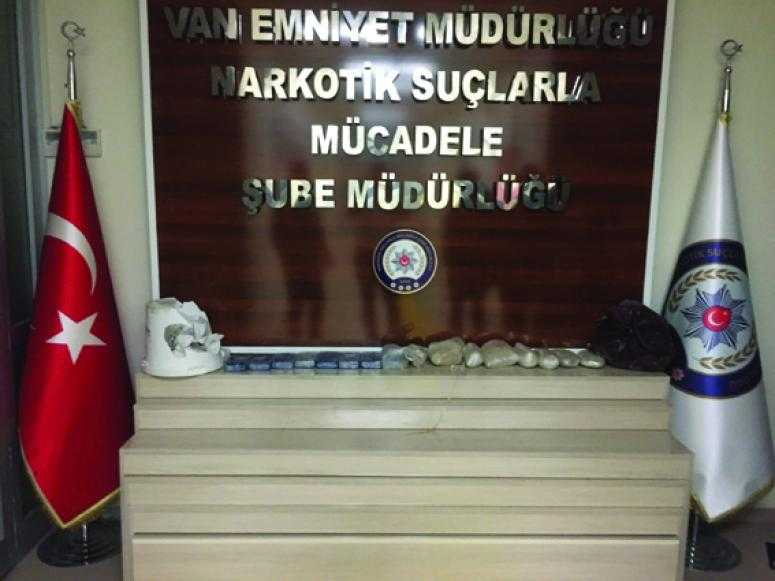 VAN EMNİYET MÜDÜRLÜĞÜ
NARKOTİK SUÇLARLA
MÜCADELE
ŞUBE MÜDÜRLÜĞÜ